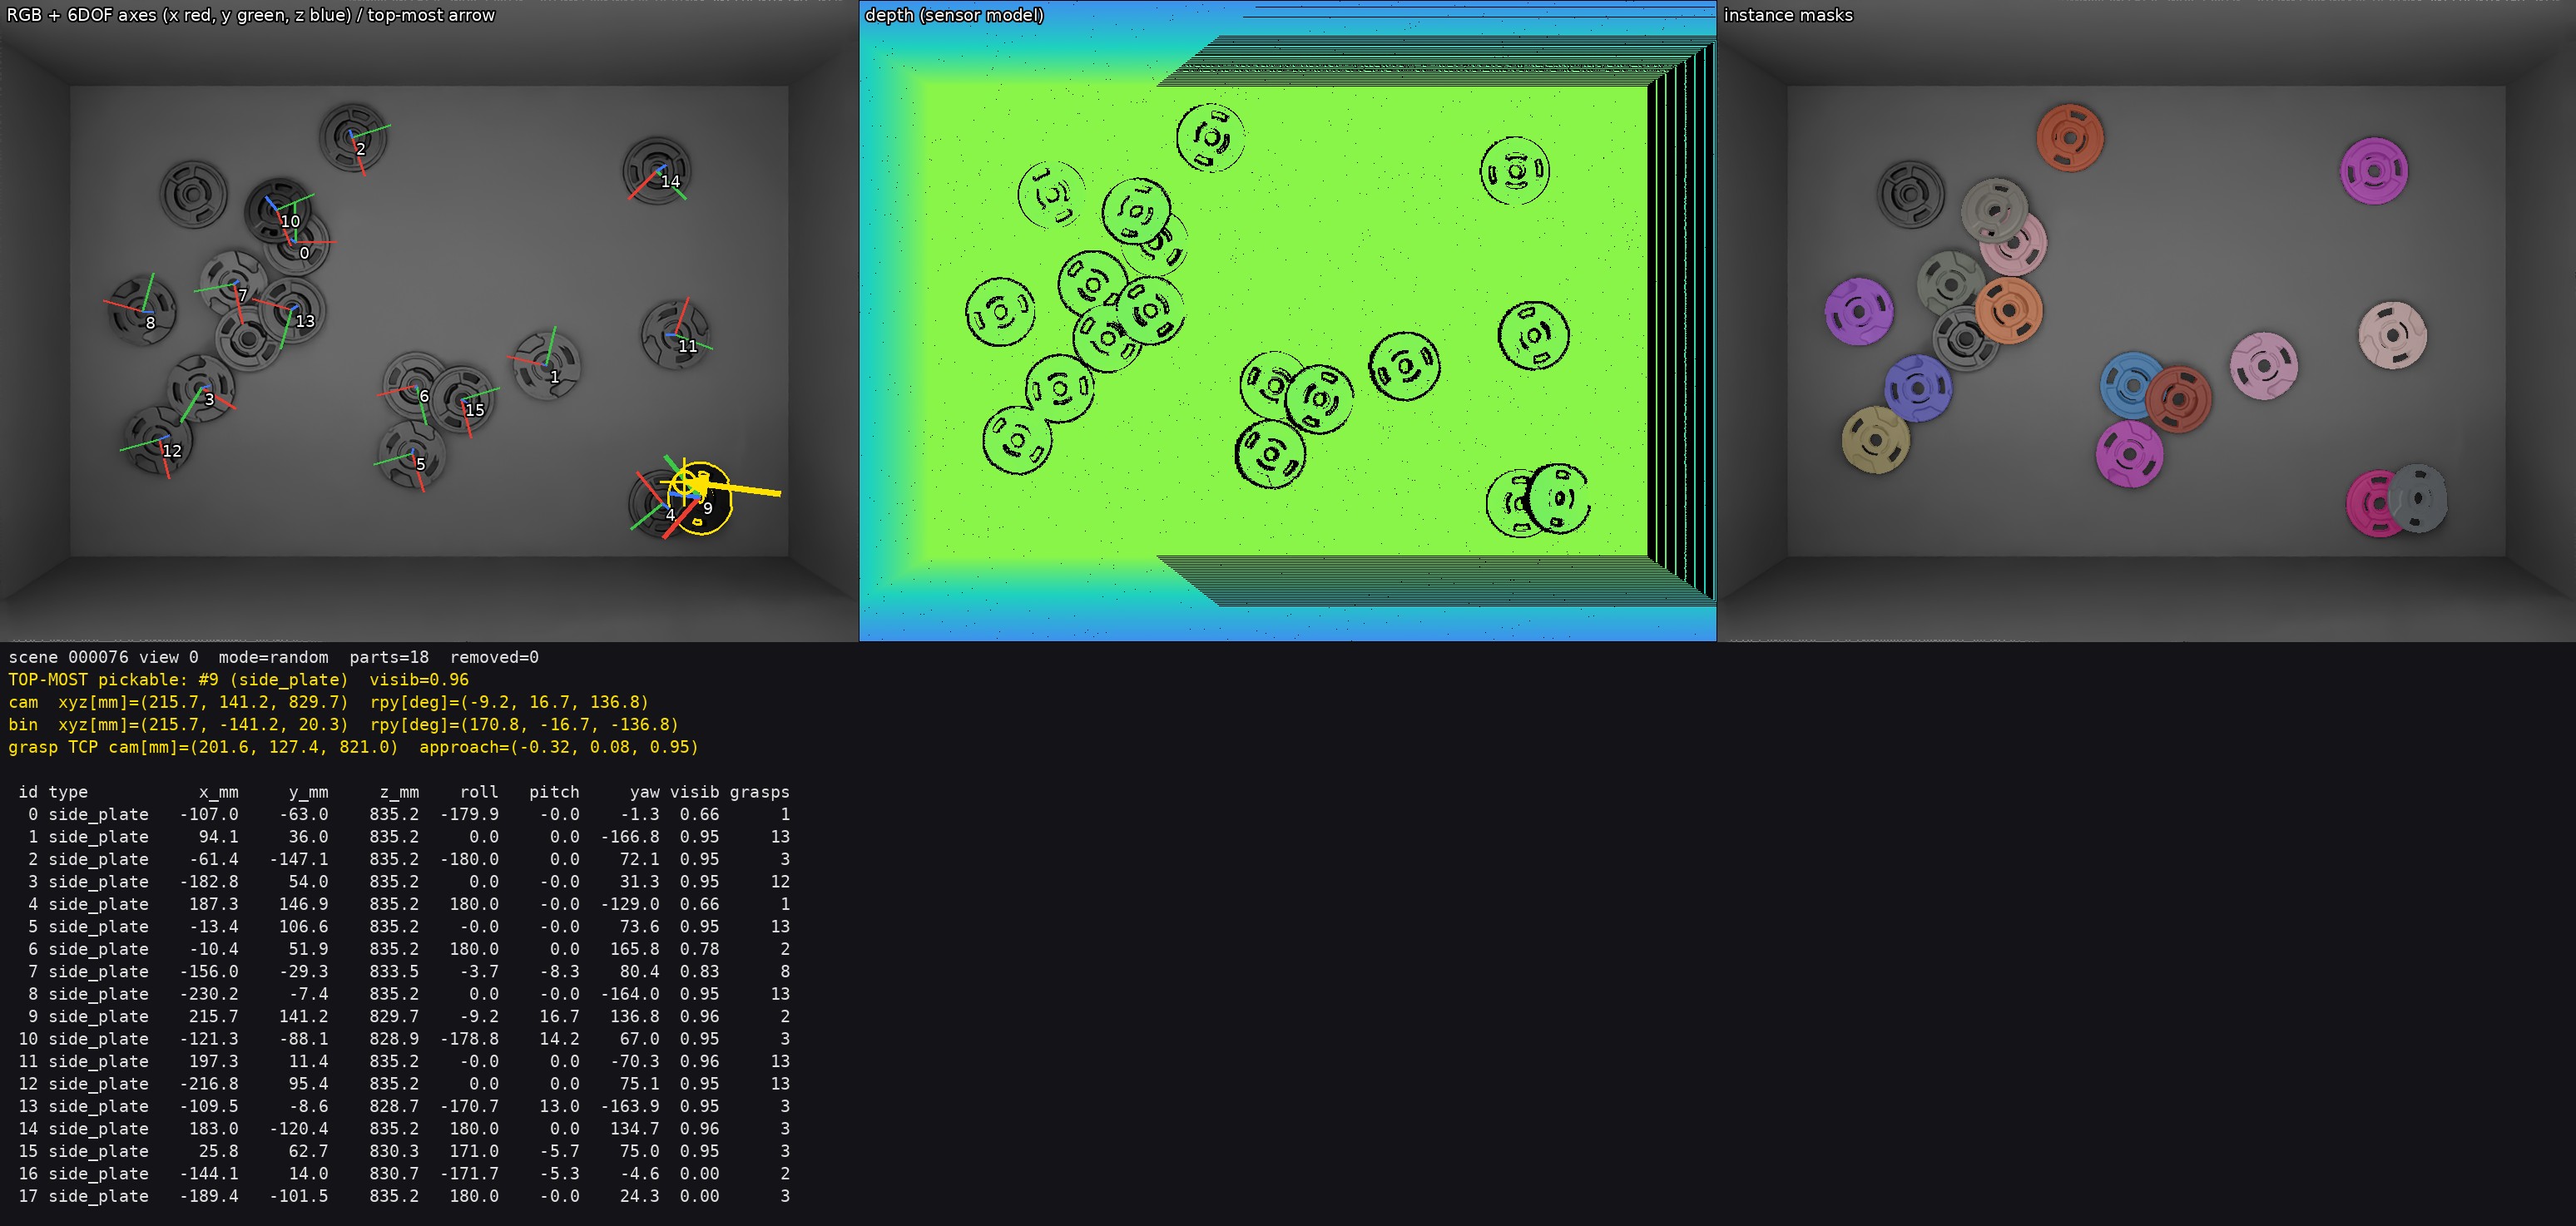 RGB + 6DOF axes (x red, y green, z blue) / top-most arrow
depth (sensor model)
instance masks
2
14
10
0
7
13
8
11
1
6
3
15
12
5
4
9
scene 000076 view 0  mode=random  parts=18  removed=0
TOP-MOST pickable: #9 (side_plate)  visib=0.96
cam  xyz[mm]=(215.7, 141.2, 829.7)  rpy[deg]=(-9.2, 16.7, 136.8)
bin  xyz[mm]=(215.7, -141.2, 20.3)  rpy[deg]=(170.8, -16.7, -136.8)
grasp TCP cam[mm]=(201.6, 127.4, 821.0)  approach=(-0.32, 0.08, 0.95)
id type x_mm y_mm z_mm roll pitch yaw visib grasps
0 side_plate -107.0 -63.0 835.2 -179.9 -0.0 -1.3 0.66 1
1 side_plate 94.1 36.0 835.2 0.0 0.0 -166.8 0.95 13
2 side_plate -61.4 -147.1 835.2 -180.0 0.0 72.1 0.95 3
3 side_plate -182.8 54.0 835.2 0.0 -0.0 31.3 0.95 12
4 side_plate 187.3 146.9 835.2 180.0 0.0 -129.0 0.66 1
5 side_plate -13.4 106.6 835.2 -0.0 -0.0 73.6 0.95 13
6 side_plate -10.4 51.9 835.2 180.0 0.0 165.8 0.78 2
7 side_plate -156.0 -29.3 833.5 -3.7 -8.3 80.4 0.83 8
8 side_plate -230.2 -7.4 835.2 0.0 -0.0 -164.0 0.95 13
9 side_plate 215.7 141.2 829.7 -9.2 16.7 136.8 0.96 2
10 side_plate -121.3 -88.1 828.9 -178.8 14.2 67.0 0.95 3
11 side_plate 197.3 11.4 835.2 -0.0 0.0 -70.3 0.96 13
12 side_plate -216.8 95.4 835.2 0.0 0.0 75.1 0.95 13
13 side_plate -109.5 -8.6 828.7 -170.7 13.0 -163.9 0.95 3
14 side_plate 183.0 -120.4 835.2 180.0 0.0 134.7 0.96 3
15 side_plate 25.8 62.7 830.3 171.0 -5.7 75.0 0.95 3
16 side_plate -144.1 14.0 830.7 -171.7 -5.3 -4.6 0.00 2
17 side_plate -189.4 -101.5 835.2 180.0 -0.0 24.3 0.00 3